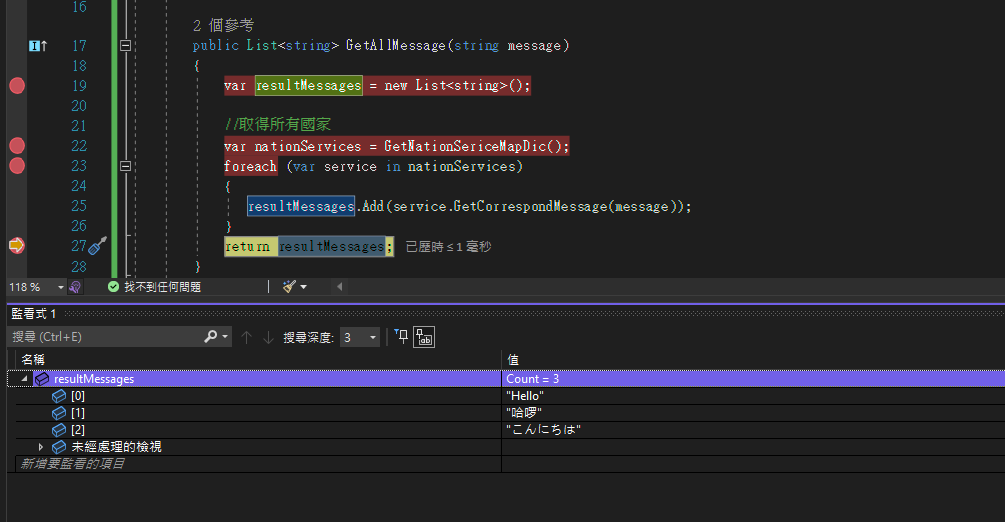 16
2 個參考
17 public List<string> GetAllMessage(string message)
18 {
19 var resultMessages = new List<string>();
20
21 //取得所有國家
22 var nationServices = GetNationSericeMapDic();
23 foreach (var service in nationServices)
24 {
25 resultMessages.Add(service.GetCorrespondMessage(message));
26 }
27 return resultMessages; 已歷時 ≤ 1 毫秒
28 }
118 % 找不到任何問題
監看式 1
搜尋 (Ctrl+E) 搜尋深度: 3
名稱 值
resultMessages Count = 3
[0] "Hello"
[1] "哈囉"
[2] "こんにちは"
未經處理的檢視
新增要監看的項目